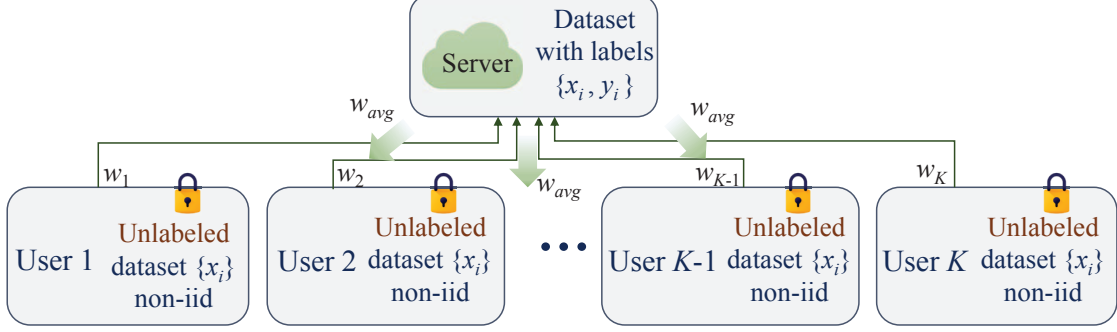 Server
Dataset
with labels
{x_i, y_i}
w_avg
w_avg
w_avg
w_1
w_2
w_{K-1}
w_K
User 1
Unlabeled
dataset {x_i}
non-iid
User 2
Unlabeled
dataset {x_i}
non-iid
•••
User K-1
Unlabeled
dataset {x_i}
non-iid
User K
Unlabeled
dataset {x_i}
non-iid